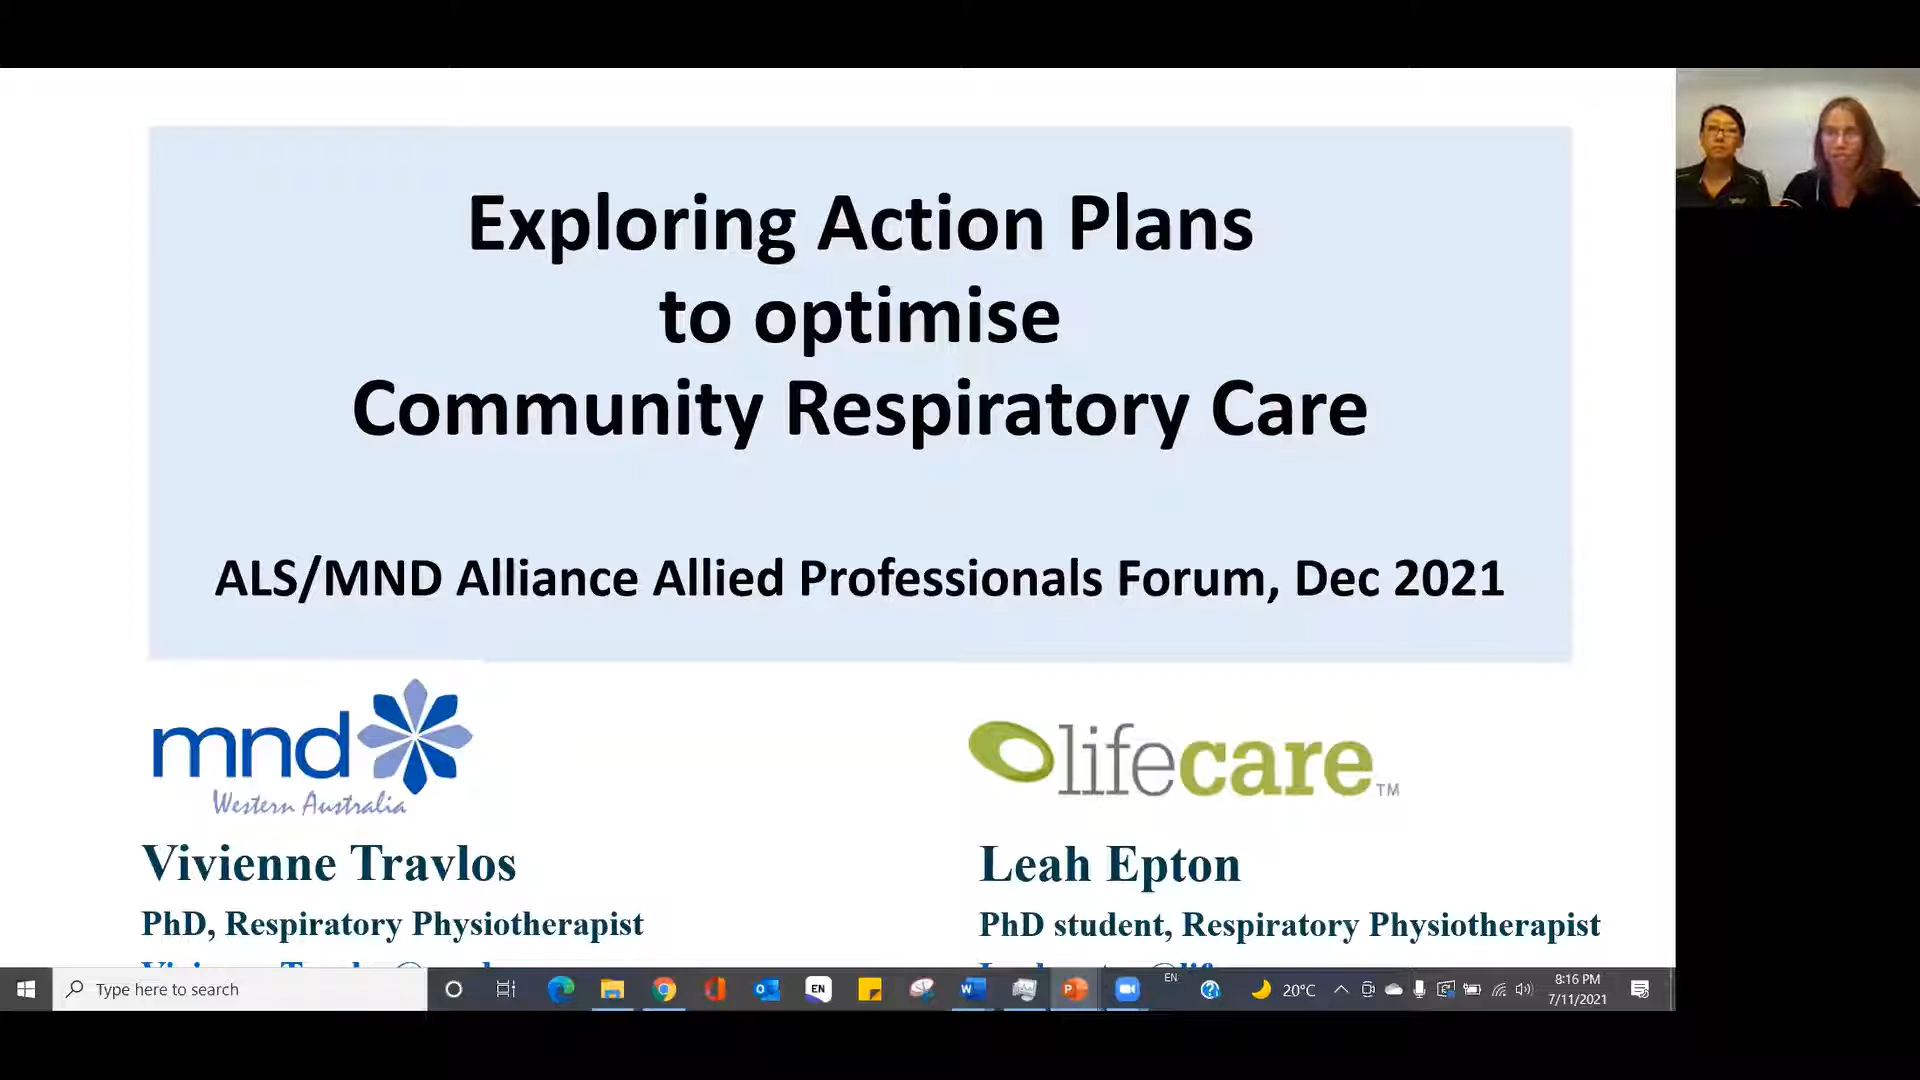 Exploring Action Plans
to optimise
Community Respiratory Care
ALS/MND Alliance Allied Professionals Forum, Dec 2021
mnd
Western Australia
lifecare TM
Vivienne Travlos
PhD, Respiratory Physiotherapist
Leah Epton
PhD student, Respiratory Physiotherapist
Type here to search
EN
EN
20°C
8:16 PM
7/11/2021